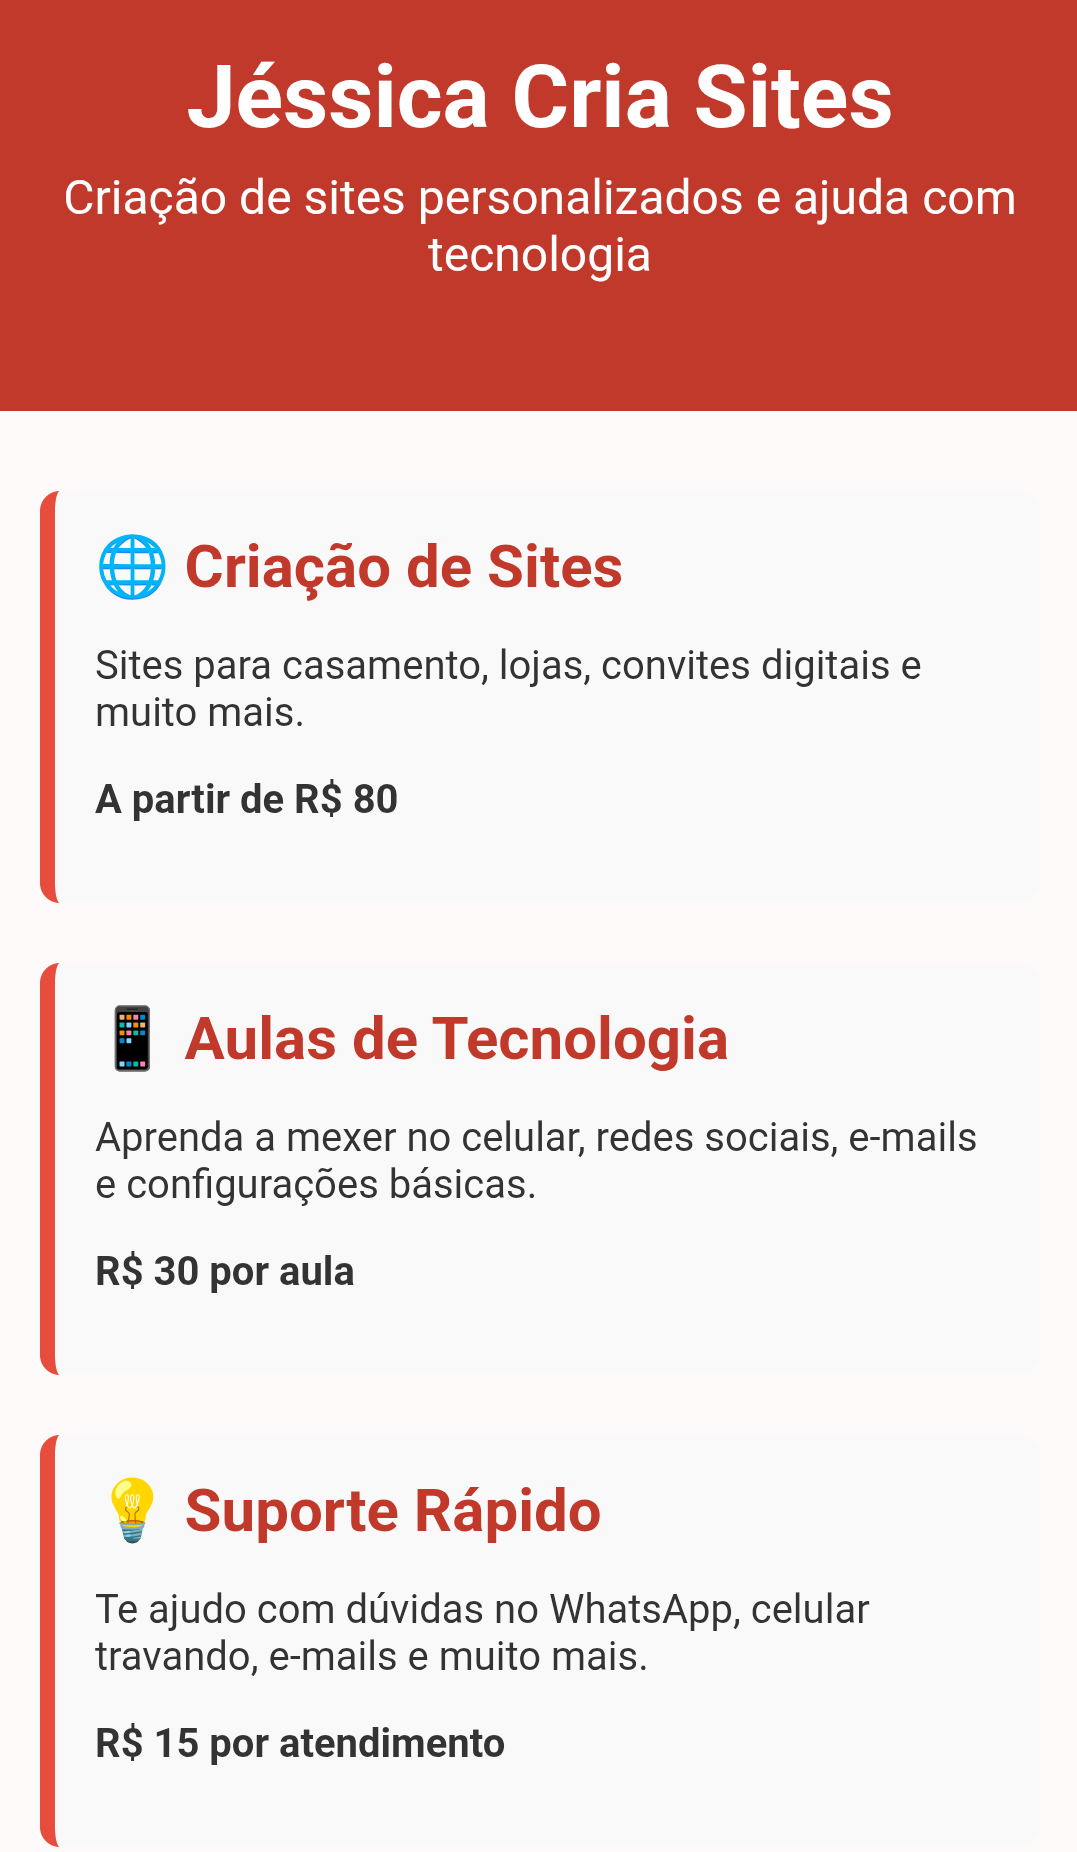 Jéssica Cria Sites
Criação de sites personalizados e ajuda com
tecnologia
🌐 Criação de Sites
Sites para casamento, lojas, convites digitais e
muito mais.
A partir de R$ 80
📱 Aulas de Tecnologia
Aprenda a mexer no celular, redes sociais, e-mails
e configurações básicas.
R$ 30 por aula
💡 Suporte Rápido
Te ajudo com dúvidas no WhatsApp, celular
travando, e-mails e muito mais.
R$ 15 por atendimento